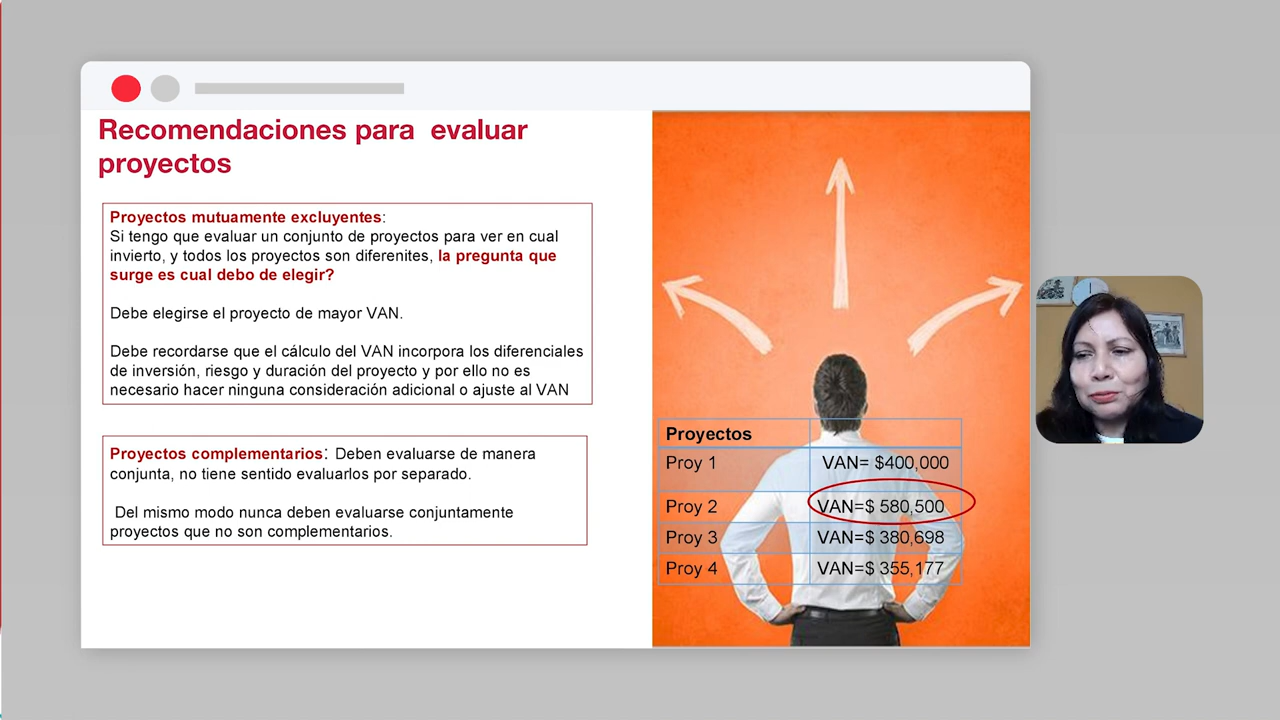 Recomendaciones para  evaluar
proyectos
Proyectos mutuamente excluyentes:
Si tengo que evaluar un conjunto de proyectos para ver en cual
invierto, y todos los proyectos son diferenites, la pregunta que
surge es cual debo de elegir?
Debe elegirse el proyecto de mayor VAN.
Debe recordarse que el cálculo del VAN incorpora los diferenciales
de inversión, riesgo y duración del proyecto y por ello no es
necesario hacer ninguna consideración adicional o ajuste al VAN
Proyectos complementarios: Deben evaluarse de manera
conjunta, no tiene sentido evaluarlos por separado.
Del mismo modo nunca deben evaluarse conjuntamente
proyectos que no son complementarios.
Proyectos
Proy 1 VAN= $400,000
Proy 2 VAN=$ 580,500
Proy 3 VAN=$ 380,698
Proy 4 VAN=$ 355,177